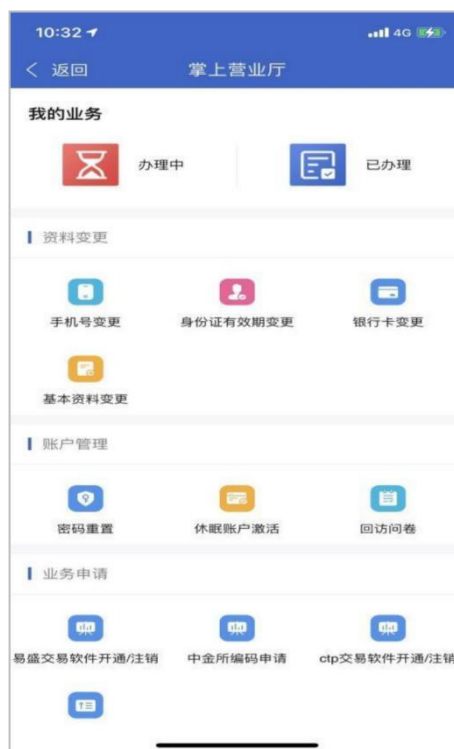 10:32 4G
返回 掌上营业厅
我的业务
办理中 已办理
资料变更
手机号变更 身份证有效期变更 银行卡变更
基本资料变更
账户管理
密码重置 休眠账户激活 回访问卷
业务申请
易盛交易软件开通/注销 中金所编码申请 ctp交易软件开通/注销